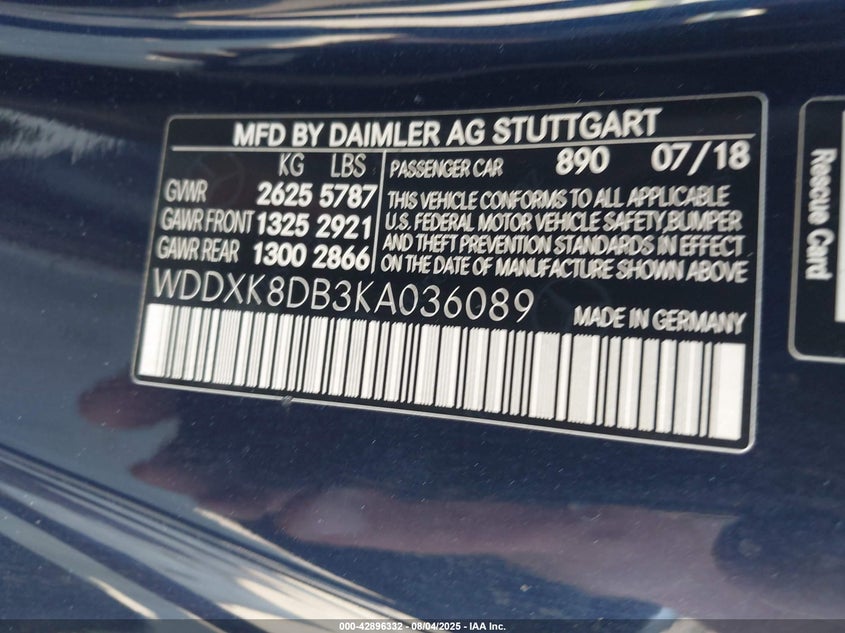 MFD BY DAIMLER AG STUTTGART
KG LBS
GVWR 2625 5787
GAWR FRONT 1325 2921
GAWR REAR 1300 2866
PASSENGER CAR 890 07/18
THIS VEHICLE CONFORMS TO ALL APPLICABLE
U.S. FEDERAL MOTOR VEHICLE SAFETY,BUMPER
AND THEFT PREVENTION STANDARDS IN EFFECT
ON THE DATE OF MANUFACTURE SHOWN ABOVE
WDDXK8DB3KA036089
MADE IN GERMANY
Rescue Card
000-42896332 - 08/04/2025 - IAA Inc.